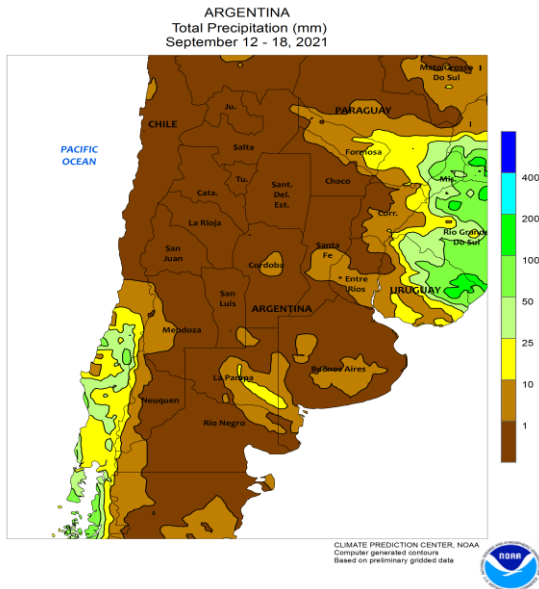 ARGENTINA
Total Precipitation (mm)
September 12 - 18, 2021
Mato Grosso
Do Sul
Ju.
PARAGUAY
CHILE
PACIFIC
OCEAN
Salta
Formosa
Tu.
Sant.
Del.
Est.
Chaco
Mis.
Cata.
Corr.
La Rioja
Rio Grande
Do Sul
San
Juan
Santa
Fe
Cordoba
Entre
Rios
URUGUAY
San
Luis
ARGENTINA
Mendoza
La Pampa
Buenos Aires
Neuquen
Rio Negro
400
200
100
50
25
10
1
CLIMATE PREDICTION CENTER, NOAA
Computer generated contours
Based on preliminary gridded data
NOAA